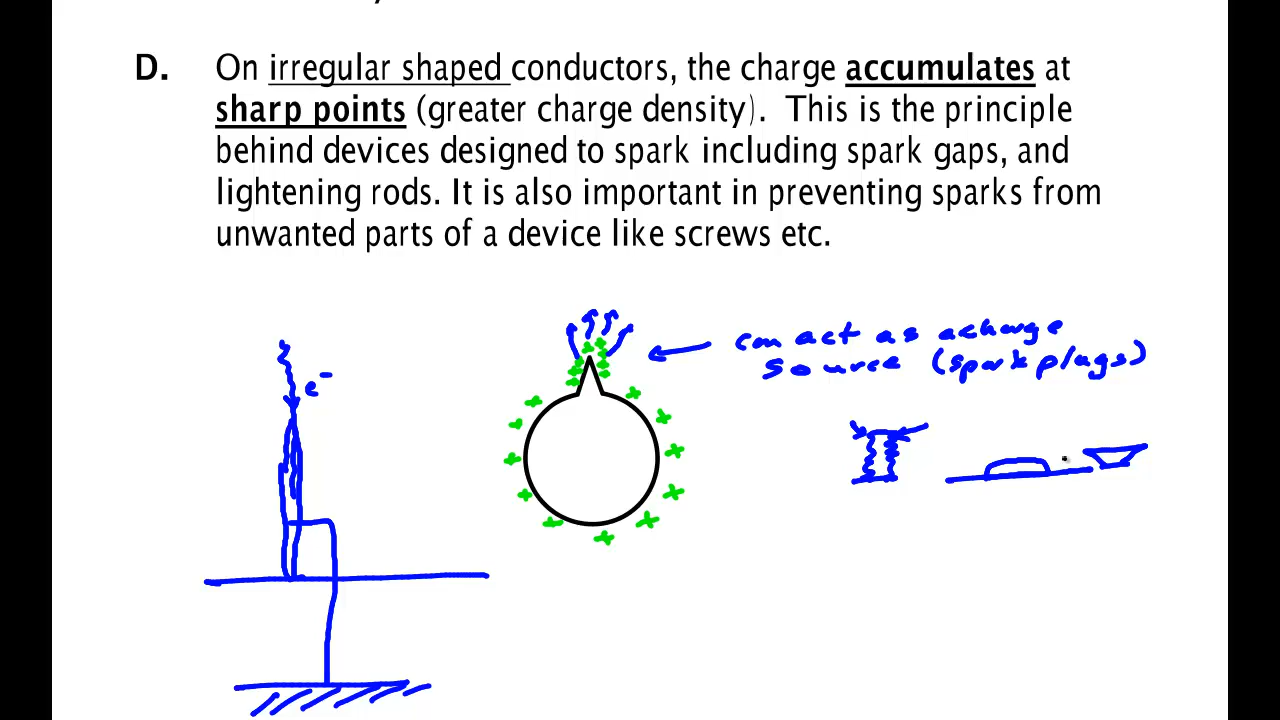 D. On irregular shaped conductors, the charge accumulates at
sharp points (greater charge density). This is the principle
behind devices designed to spark including spark gaps, and
lightening rods. It is also important in preventing sparks from
unwanted parts of a device like screws etc.
can act as a charge
source (spark plugs)
e-